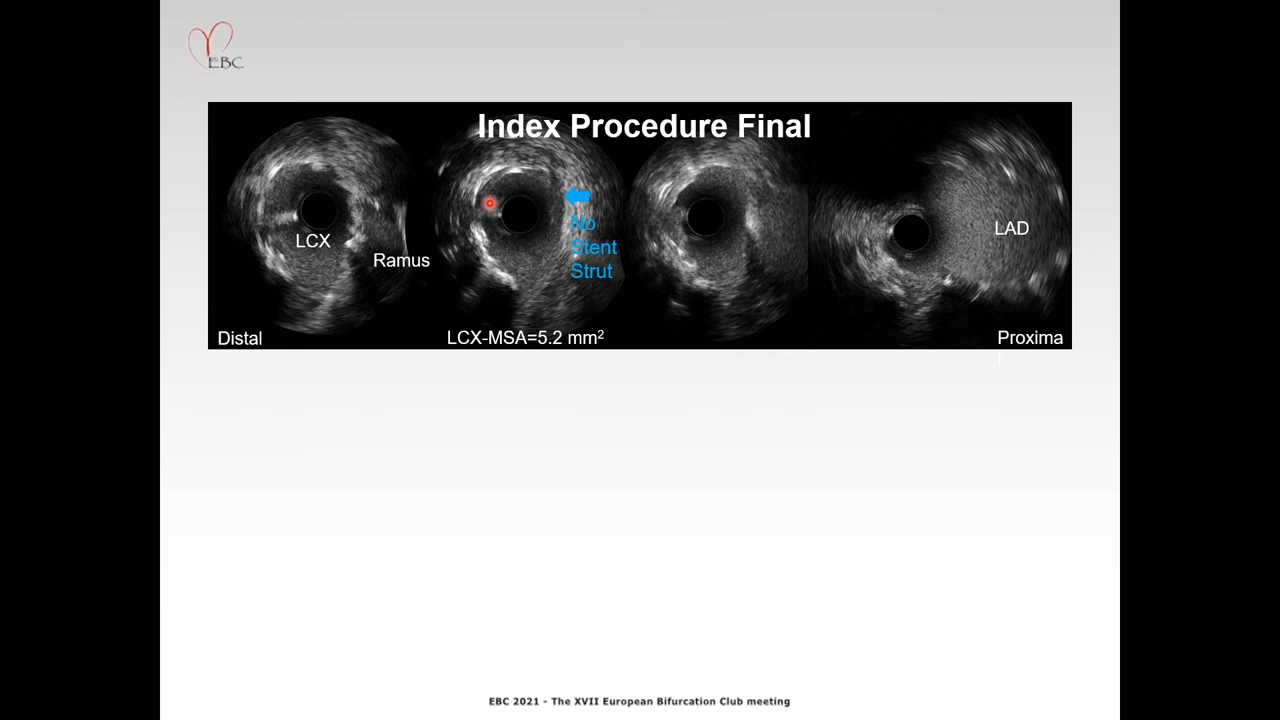 EBC
Index Procedure Final
LCX
Ramus
No
Stent
Strut
LAD
Distal
LCX-MSA=5.2 mm²
Proxima
l
EBC 2021 - The XVII European Bifurcation Club meeting